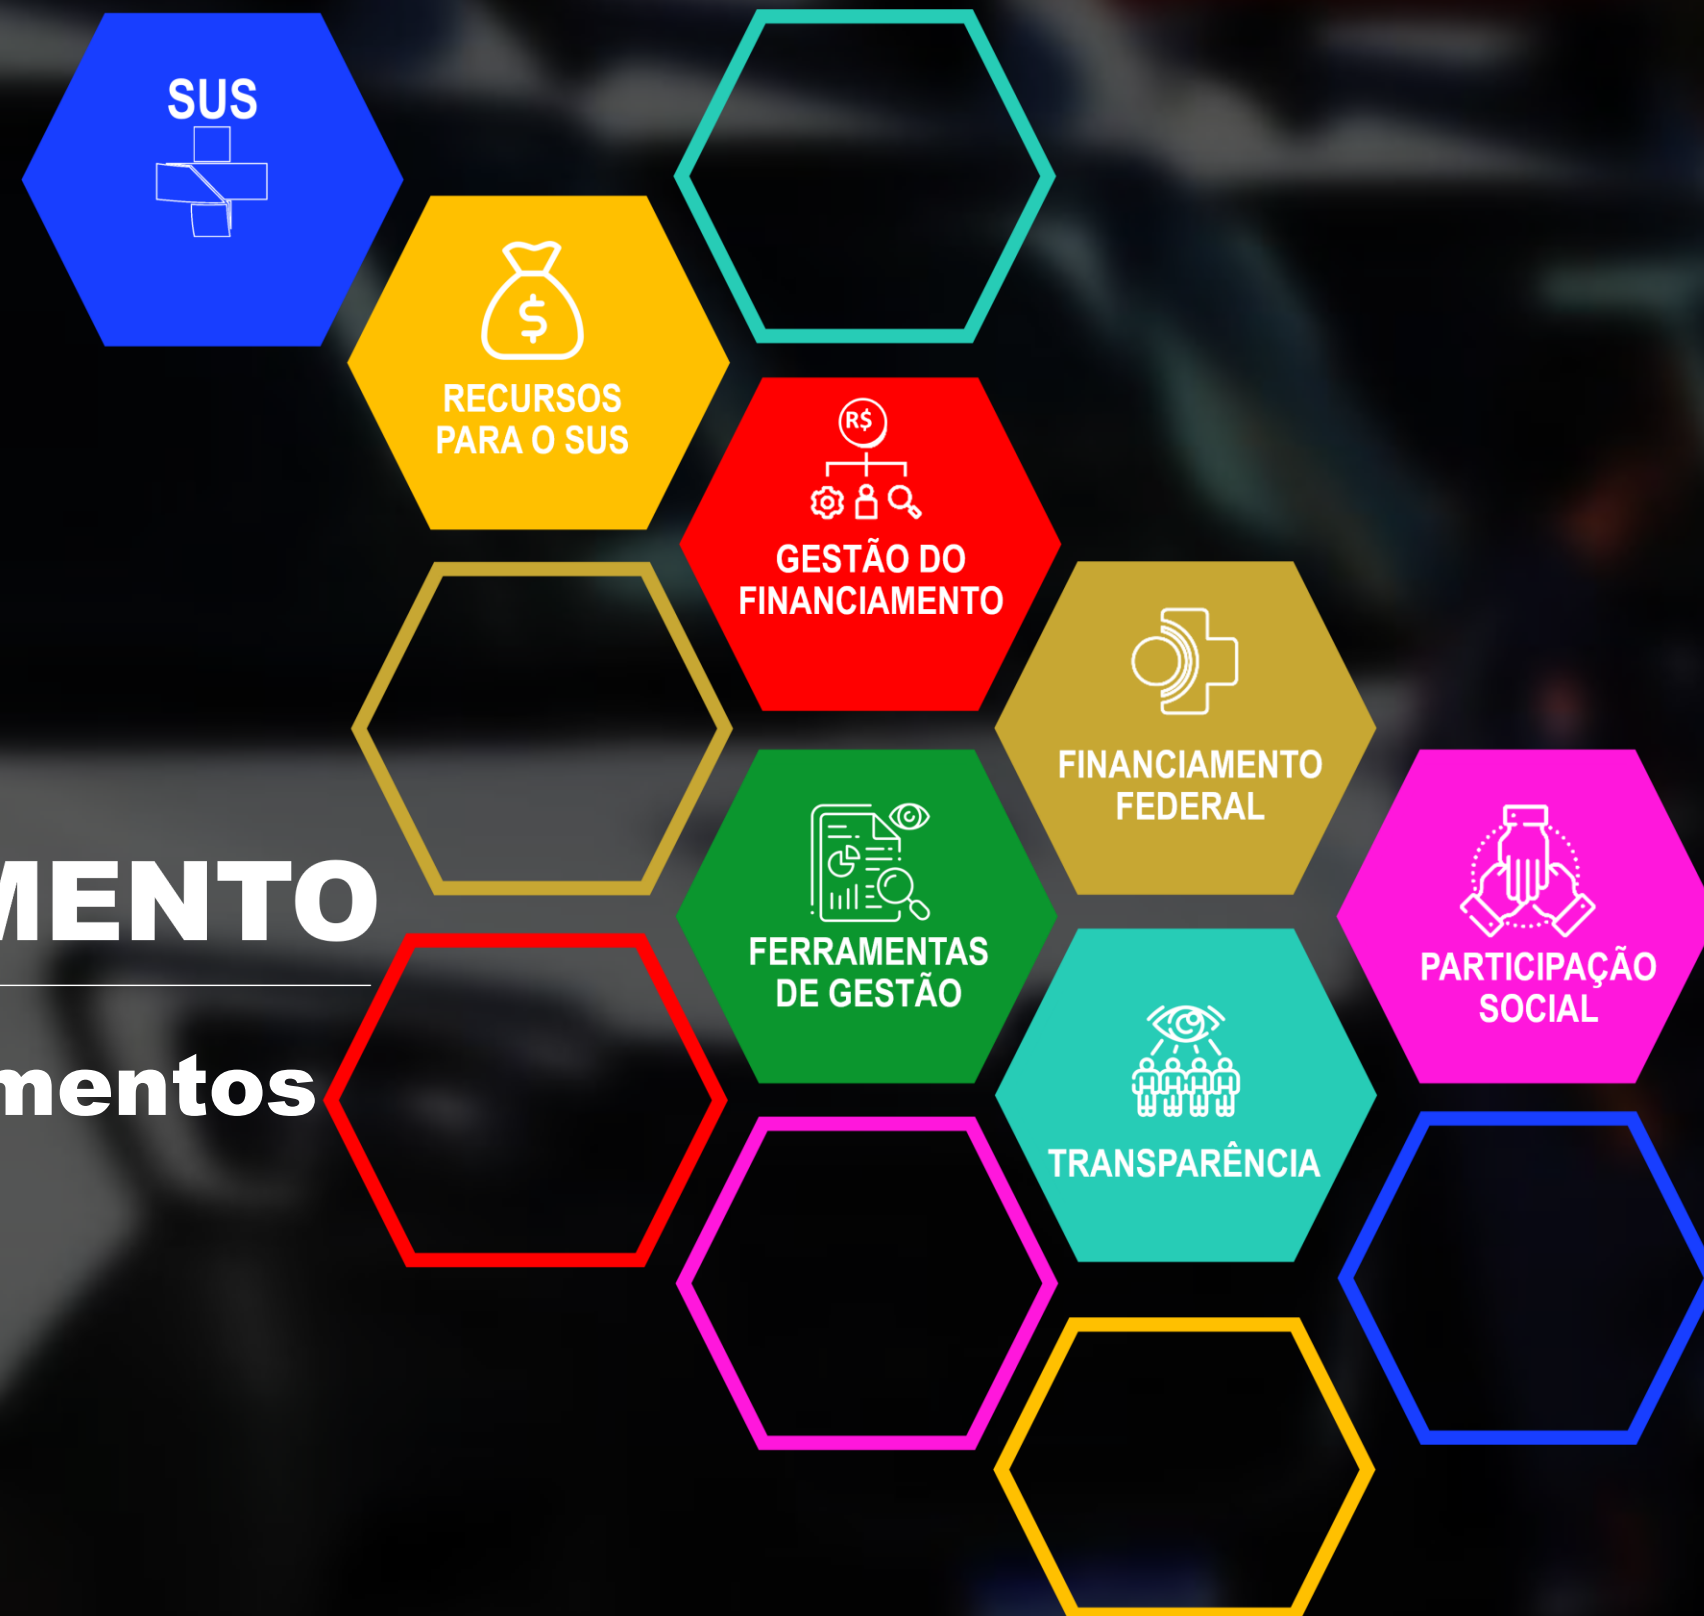 SUS
$
RECURSOS
PARA O SUS
R$
GESTÃO DO
FINANCIAMENTO
FINANCIAMENTO
FEDERAL
FERRAMENTAS
DE GESTÃO
PARTICIPAÇÃO
SOCIAL
TRANSPARÊNCIA
MENTO
mentos